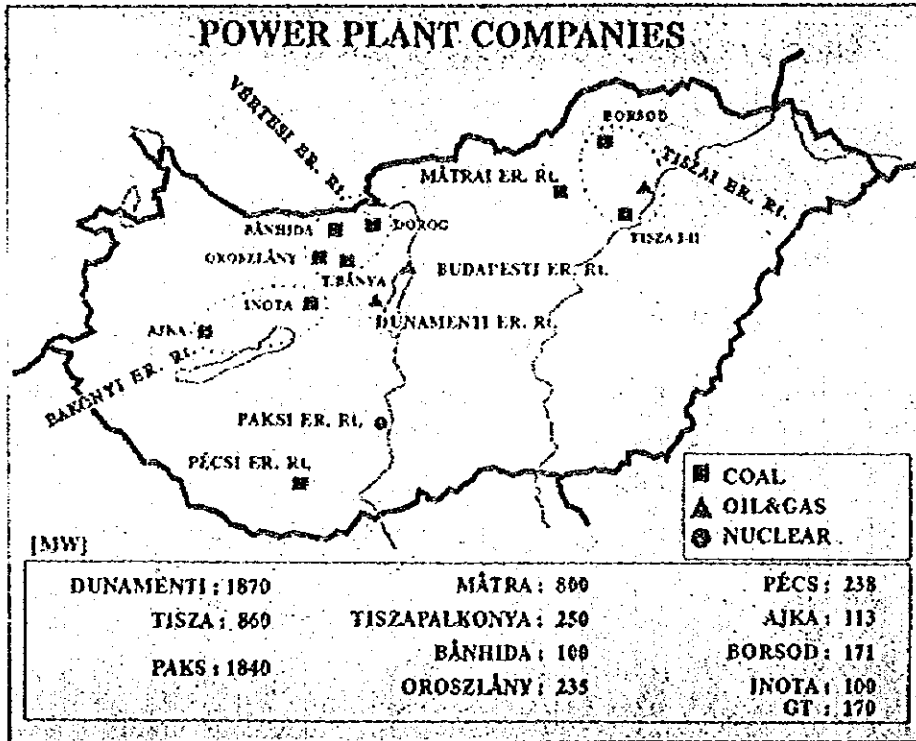 POWER PLANT COMPANIES
VÉRTESI ER. Rt.
BORSOD
MÁTRAI ER. Rt.
TISZAI ER. Rt.
BÁNHIDA
DOROG
TISZA I-II
OROSZLÁNY
T.BÁNYA
BUDAPESTI ER. Rt.
INOTA
DUNAMENTI ER. Rt.
AJKA
BAKONYI ER. Rt.
PAKSI ER. Rt.
PÉCSI ER. Rt.
COAL
OIL&GAS
NUCLEAR
[MW]
DUNAMENTI : 1870 MÁTRA : 800 PÉCS : 238
TISZA : 860 TISZAPALKONYA : 250 AJKA : 113
PAKS : 1840 BÁNHIDA : 100 BORSOD : 171
OROSZLÁNY : 235 INOTA : 100
GT : 170